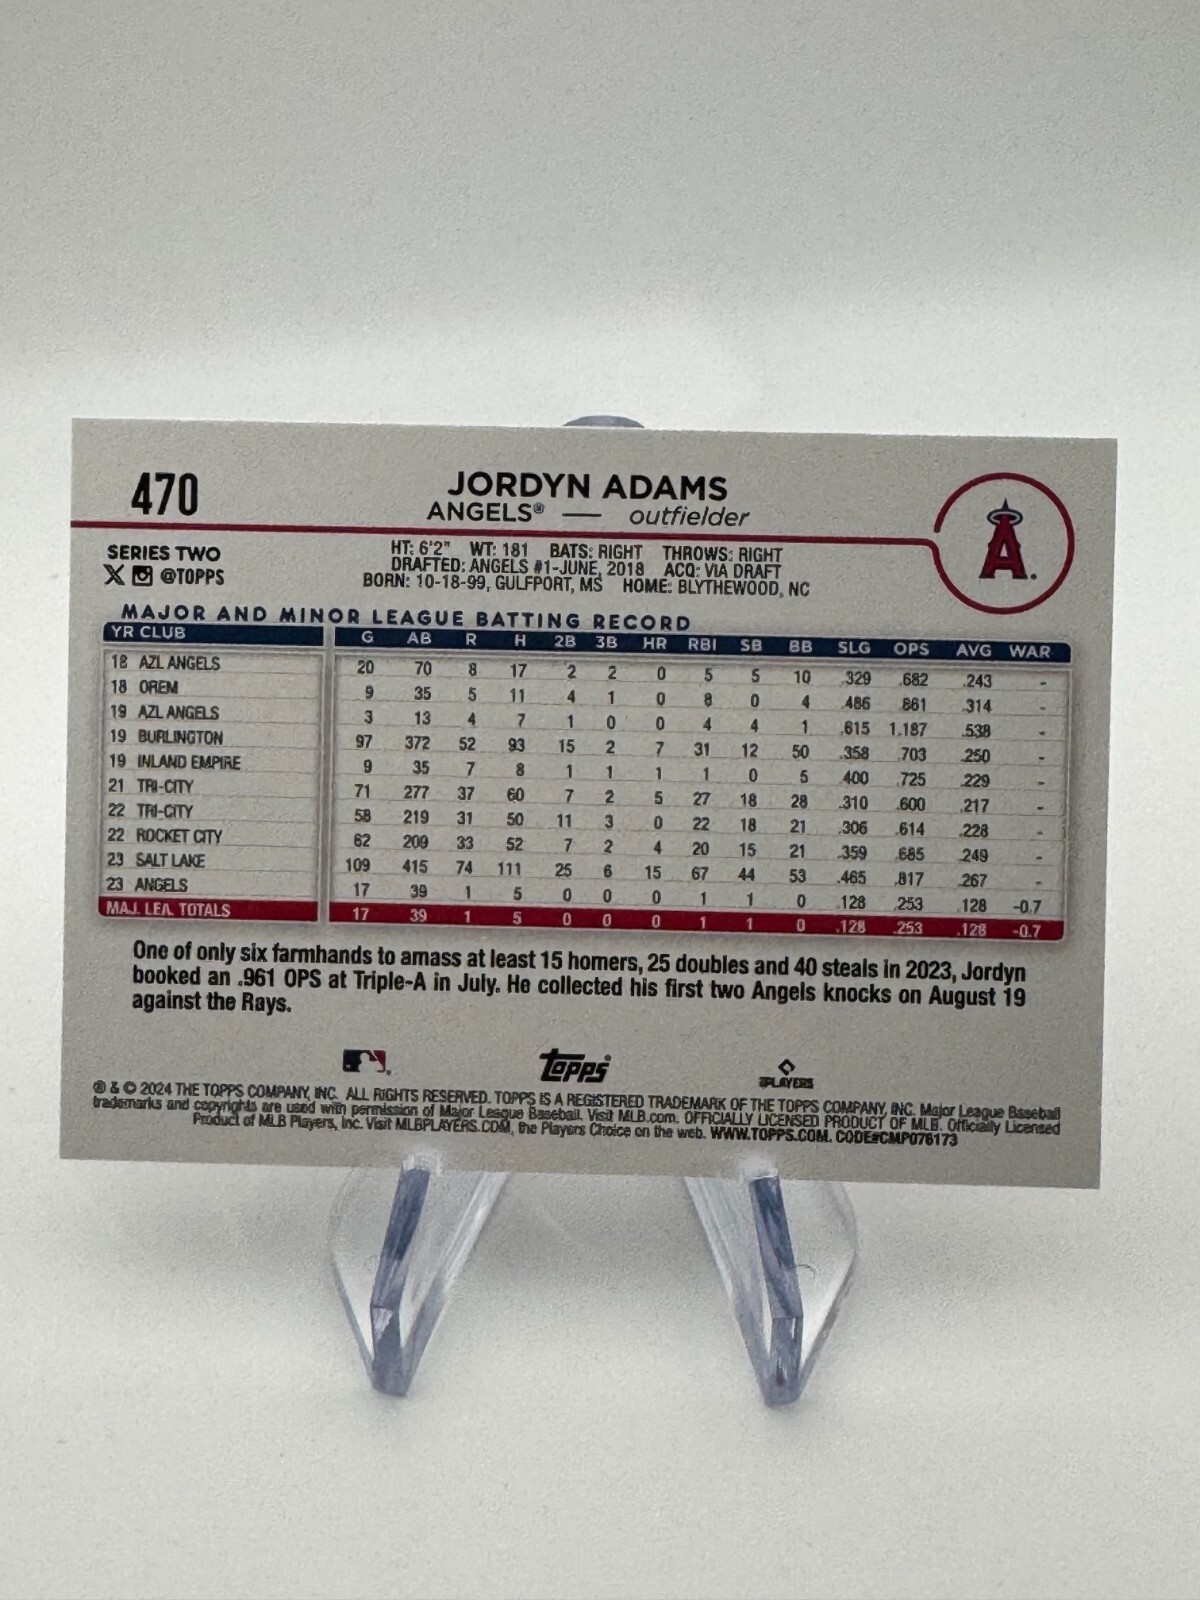 470
JORDYN ADAMS
ANGELS® — outfielder
A.
SERIES TWO
X @TOPPS
HT: 6'2" WT: 181 BATS: RIGHT THROWS: RIGHT
DRAFTED: ANGELS #1-JUNE, 2018 ACQ: VIA DRAFT
BORN: 10-18-99, GULFPORT, MS HOME: BLYTHEWOOD, NC
MAJOR AND MINOR LEAGUE BATTING RECORD
YR CLUB G AB R H 2B 3B HR RBI SB BB SLG OPS AVG WAR
18 AZL ANGELS 20 70 8 17 2 2 0 5 5 10 .329 .682 .243 -
18 OREM 9 35 5 11 4 1 0 8 0 4 .486 .861 .314 -
19 AZL ANGELS 3 13 4 7 1 0 0 4 4 1 .615 1.187 .538 -
19 BURLINGTON 97 372 52 93 15 2 7 31 12 50 .358 .703 .250 -
19 INLAND EMPIRE 9 35 7 8 1 1 1 1 0 5 .400 .725 .229 -
21 TRI-CITY 71 277 37 60 7 2 5 27 18 28 .310 .600 .217 -
22 TRI-CITY 58 219 31 50 11 3 0 22 18 21 .306 .614 .228 -
22 ROCKET CITY 62 209 33 52 7 2 4 20 15 21 .359 .685 .249 -
23 SALT LAKE 109 415 74 111 25 6 15 67 44 53 .465 .817 .267 -
23 ANGELS 17 39 1 5 0 0 0 1 1 0 .128 .253 .128 -0.7
MAJ. LEA. TOTALS 17 39 1 5 0 0 0 1 1 0 .128 .253 .128 -0.7
One of only six farmhands to amass at least 15 homers, 25 doubles and 40 steals in 2023, Jordyn
booked an .961 OPS at Triple-A in July. He collected his first two Angels knocks on August 19
against the Rays.
topps
PLAYERS
® & © 2024 THE TOPPS COMPANY, INC. ALL RIGHTS RESERVED. TOPPS IS A REGISTERED TRADEMARK OF THE TOPPS COMPANY, INC. Major League Baseball
trademarks and copyrights are used with permission of Major League Baseball. Visit MLB.com. OFFICIALLY LICENSED PRODUCT OF MLB. Officially Licensed
Product of MLB Players, Inc. Visit MLBPLAYERS.COM, the Players Choice on the web. WWW.TOPPS.COM. CODE#CMP076173